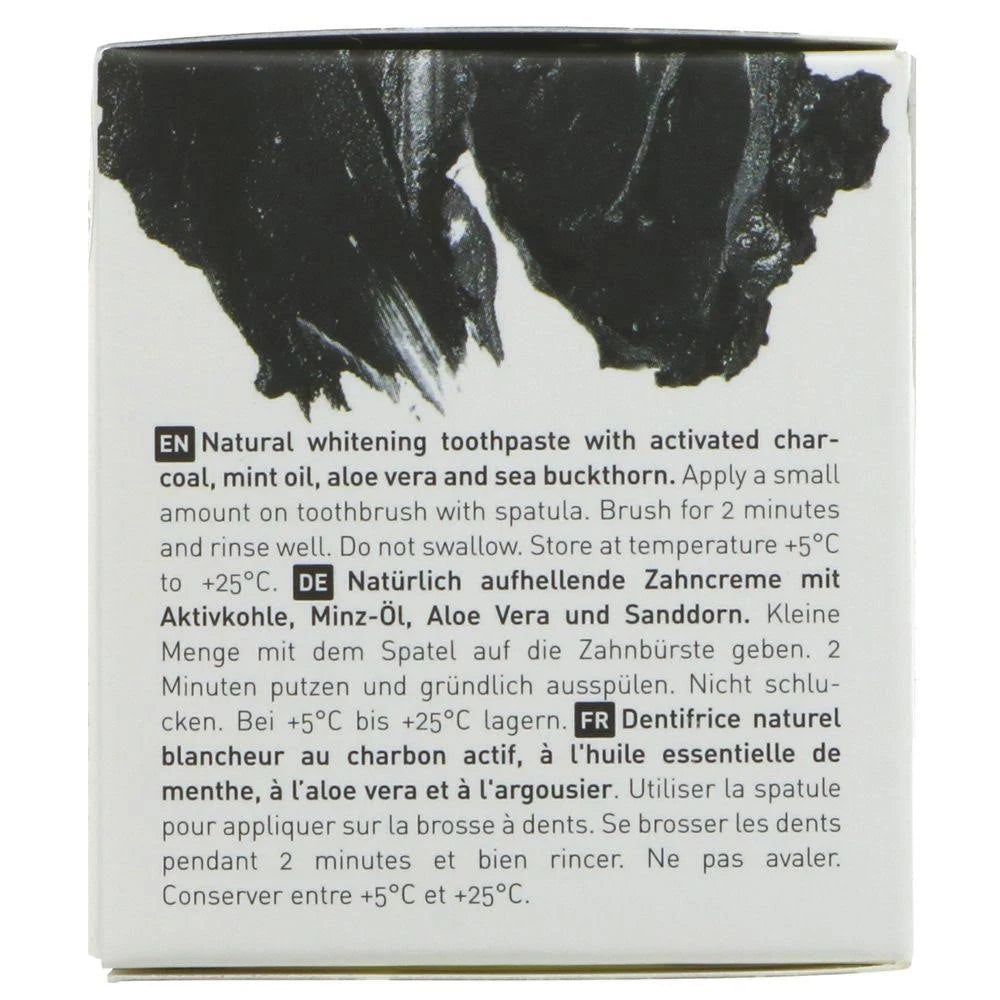 EN Natural whitening toothpaste with activated char-
coal, mint oil, aloe vera and sea buckthorn. Apply a small
amount on toothbrush with spatula. Brush for 2 minutes
and rinse well. Do not swallow. Store at temperature +5°C
to +25°C. DE Natürlich aufhellende Zahncreme mit
Aktivkohle, Minz-Öl, Aloe Vera und Sanddorn. Kleine
Menge mit dem Spatel auf die Zahnbürste geben. 2
Minuten putzen und gründlich ausspülen. Nicht schlu-
cken. Bei +5°C bis +25°C lagern. FR Dentifrice naturel
blancheur au charbon actif, à l'huile essentielle de
menthe, à l’aloe vera et à l'argousier. Utiliser la spatule
pour appliquer sur la brosse à dents. Se brosser les dents
pendant 2 minutes et bien rincer. Ne pas avaler.
Conserver entre +5°C et +25°C.